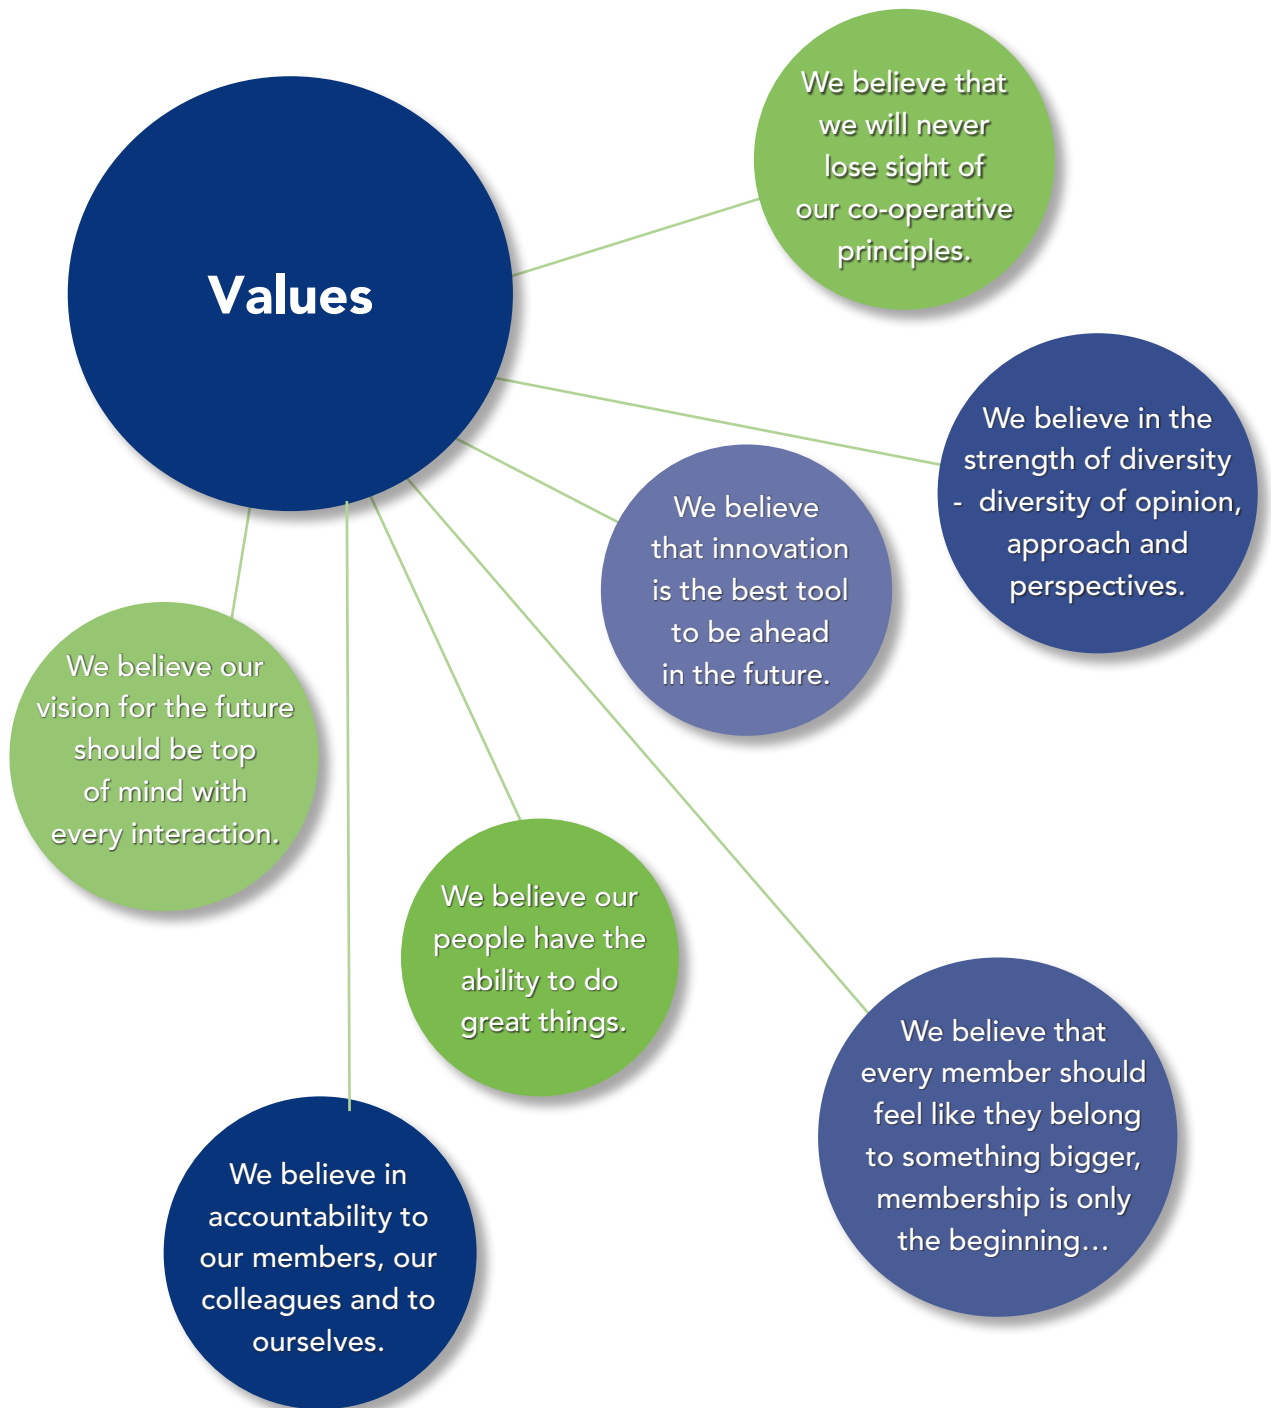 Values
We believe that
we will never
lose sight of
our co-operative
principles.
We believe in the
strength of diversity
- diversity of opinion,
approach and
perspectives.
We believe
that innovation
is the best tool
to be ahead
in the future.
We believe our
vision for the future
should be top
of mind with
every interaction.
We believe our
people have the
ability to do
great things.
We believe that
every member should
feel like they belong
to something bigger,
membership is only
the beginning…
We believe in
accountability to
our members, our
colleagues and to
ourselves.